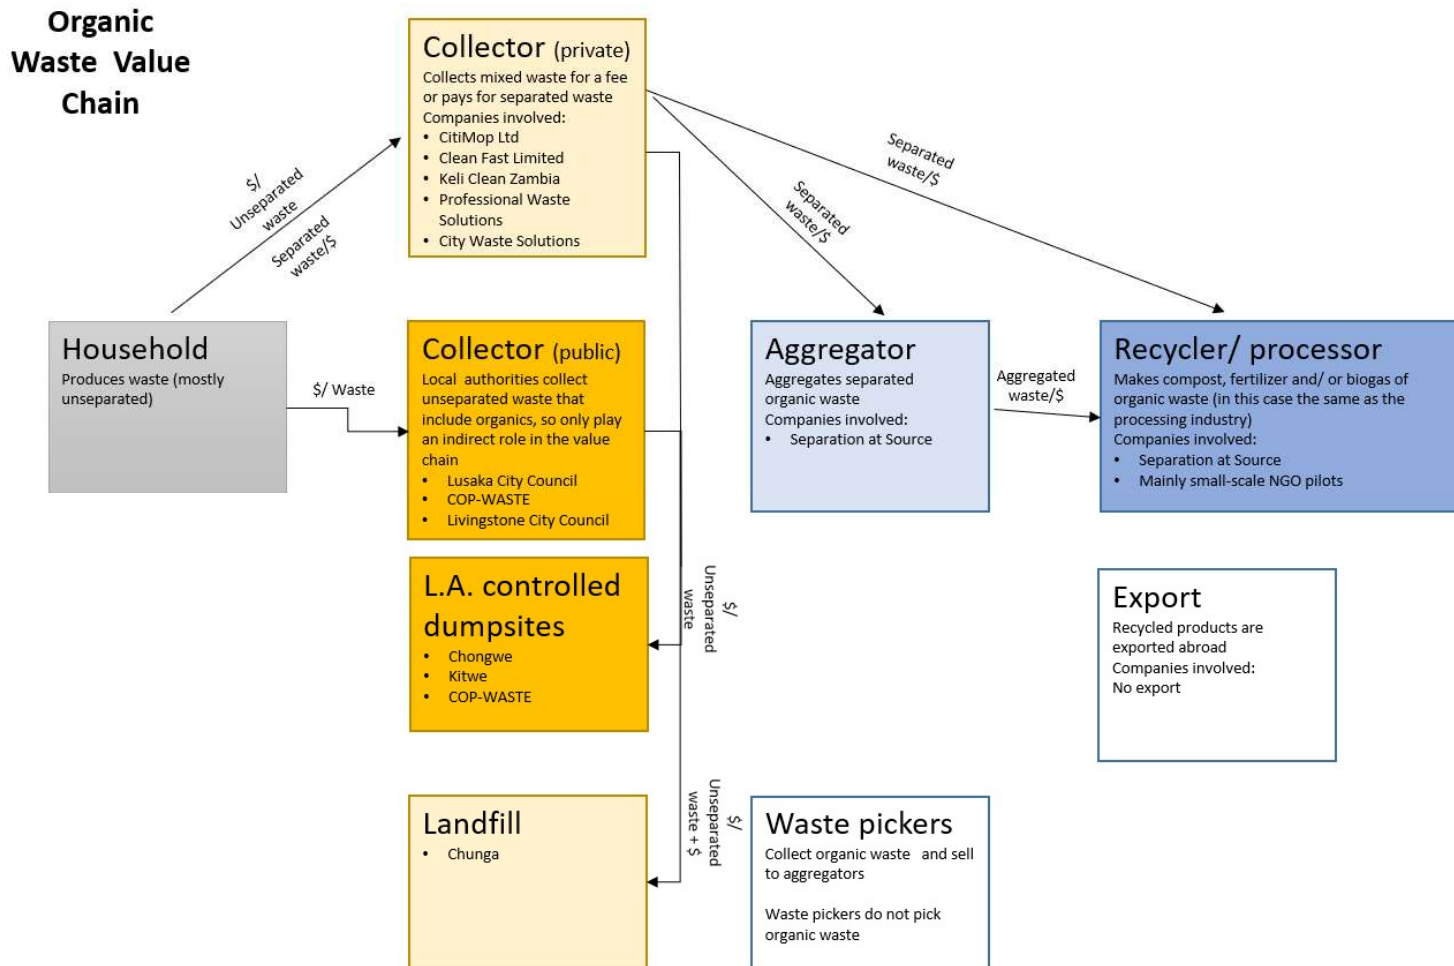 Organic
Waste Value
Chain
Collector (private)
Collects mixed waste for a fee
or pays for separated waste
Companies involved:
• CitiMop Ltd
• Clean Fast Limited
• Keli Clean Zambia
• Professional Waste
Solutions
• City Waste Solutions
$/
Unseparated
waste
Separated
waste/$
Separated
waste/$
Separated
waste/$
Household
Produces waste (mostly
unseparated)
$/ Waste
Collector (public)
Local authorities collect
unseparated waste that
include organics, so only play
an indirect role in the value
chain
• Lusaka City Council
• COP-WASTE
• Livingstone City Council
Aggregator
Aggregates separated
organic waste
Companies involved:
• Separation at Source
Aggregated
waste/$
Recycler/ processor
Makes compost, fertilizer and/ or biogas of
organic waste (in this case the same as the
processing industry)
Companies involved:
• Separation at Source
• Mainly small-scale NGO pilots
L.A. controlled
dumpsites
• Chongwe
• Kitwe
• COP-WASTE
$/
Unseparated
waste
Export
Recycled products are
exported abroad
Companies involved:
No export
Landfill
• Chunga
$/
Unseparated
waste + $
Waste pickers
Collect organic waste and sell
to aggregators
Waste pickers do not pick
organic waste